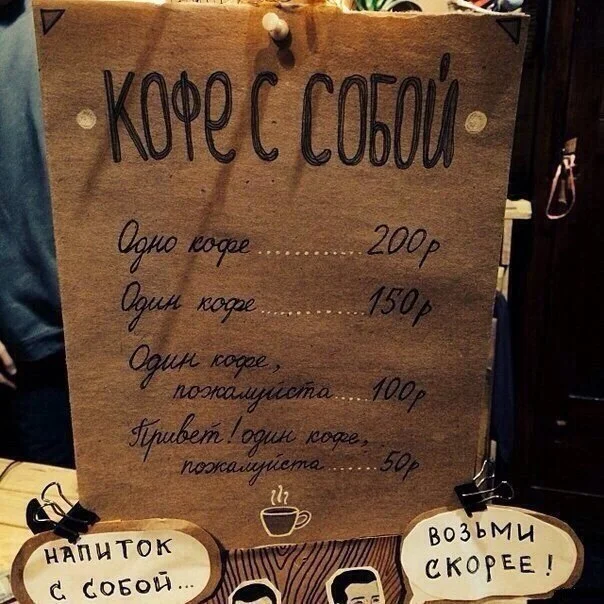 КОФЕ С СОБОЙ
Одно кофе ............ 200р
Один кофе ............ 150р
Один кофе,
пожалуйста .... 100р
Привет! один кофе, ...
пожалуйста ...... 50р
НАПИТОК
С СОБОЙ...
ВОЗЬМИ
СКОРЕЕ!